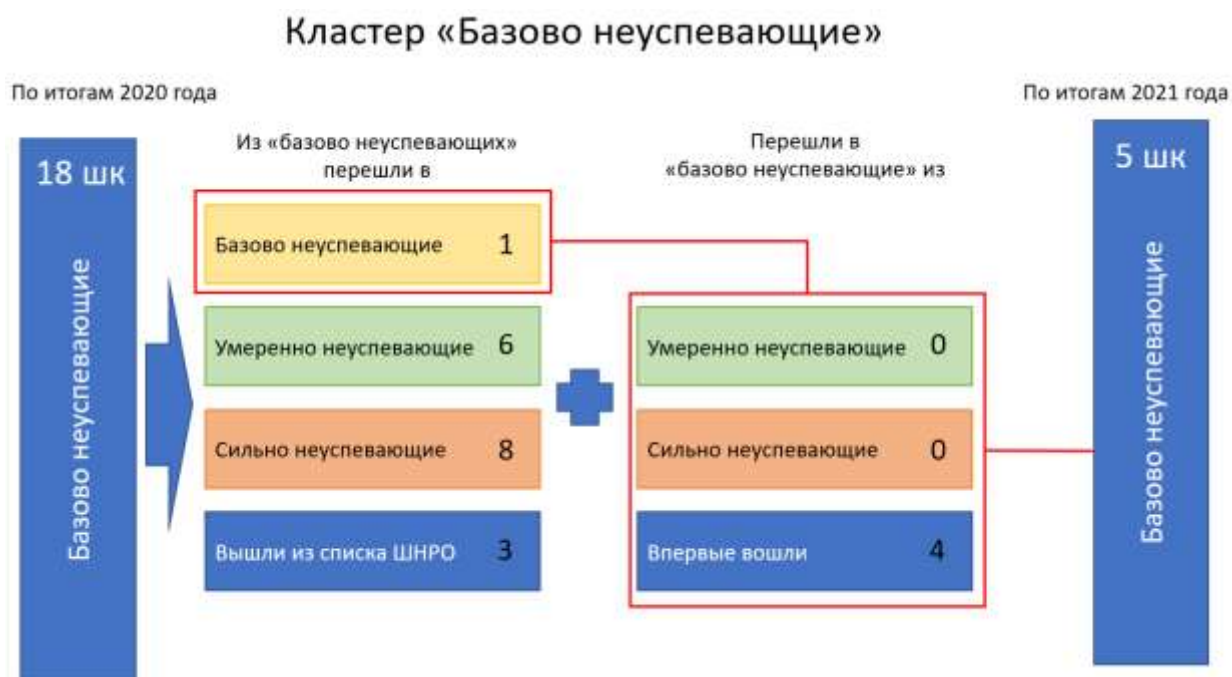 Кластер «Базово неуспевающие»
По итогам 2020 года
По итогам 2021 года
18 шк
Базово неуспевающие
Из «базово неуспевающих»
перешли в
Базово неуспевающие 1
Умеренно неуспевающие 6
Сильно неуспевающие 8
Вышли из списка ШНРО 3
Перешли в
«базово неуспевающие» из
Умеренно неуспевающие 0
Сильно неуспевающие 0
Впервые вошли 4
5 шк
Базово неуспевающие